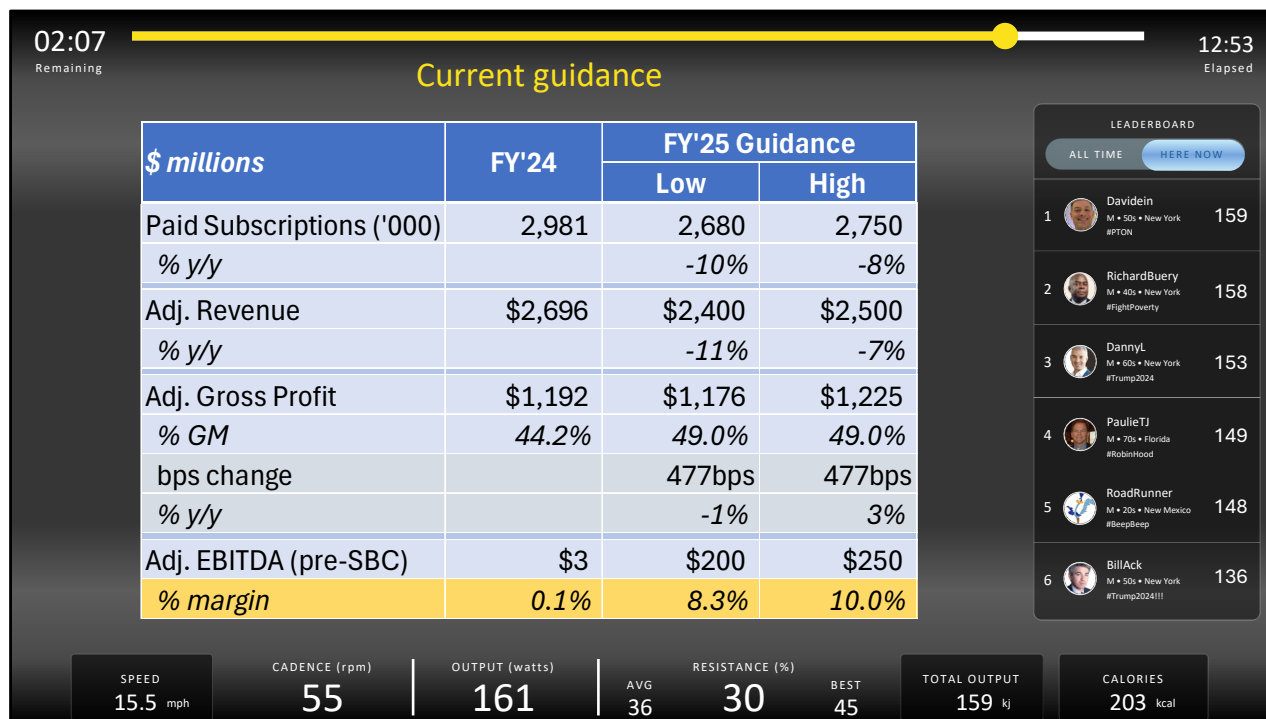 02:07
Remaining
12:53
Elapsed
Current guidance
$ millions FY'24 FY'25 Guidance
Low High
Paid Subscriptions ('000) 2,981 2,680 2,750
% y/y -10% -8%
Adj. Revenue $2,696 $2,400 $2,500
% y/y -11% -7%
Adj. Gross Profit $1,192 $1,176 $1,225
% GM 44.2% 49.0% 49.0%
bps change 477bps 477bps
% y/y -1% 3%
Adj. EBITDA (pre-SBC) $3 $200 $250
% margin 0.1% 8.3% 10.0%
LEADERBOARD
ALL TIME HERE NOW
1 Davidein 159
M • 50s • New York
#PTON
2 RichardBuery 158
M • 40s • New York
#FightPoverty
3 DannyL 153
M • 60s • New York
#Trump2024
4 PaulieTJ 149
M • 70s • Florida
#RobinHood
5 RoadRunner 148
M • 20s • New Mexico
#BeepBeep
6 BillAck 136
M • 50s • New York
#Trump2024!!!
SPEED
15.5 mph
CADENCE (rpm)
55
OUTPUT (watts)
161
RESISTANCE (%)
AVG
36
30
BEST
45
TOTAL OUTPUT
159 kj
CALORIES
203 kcal